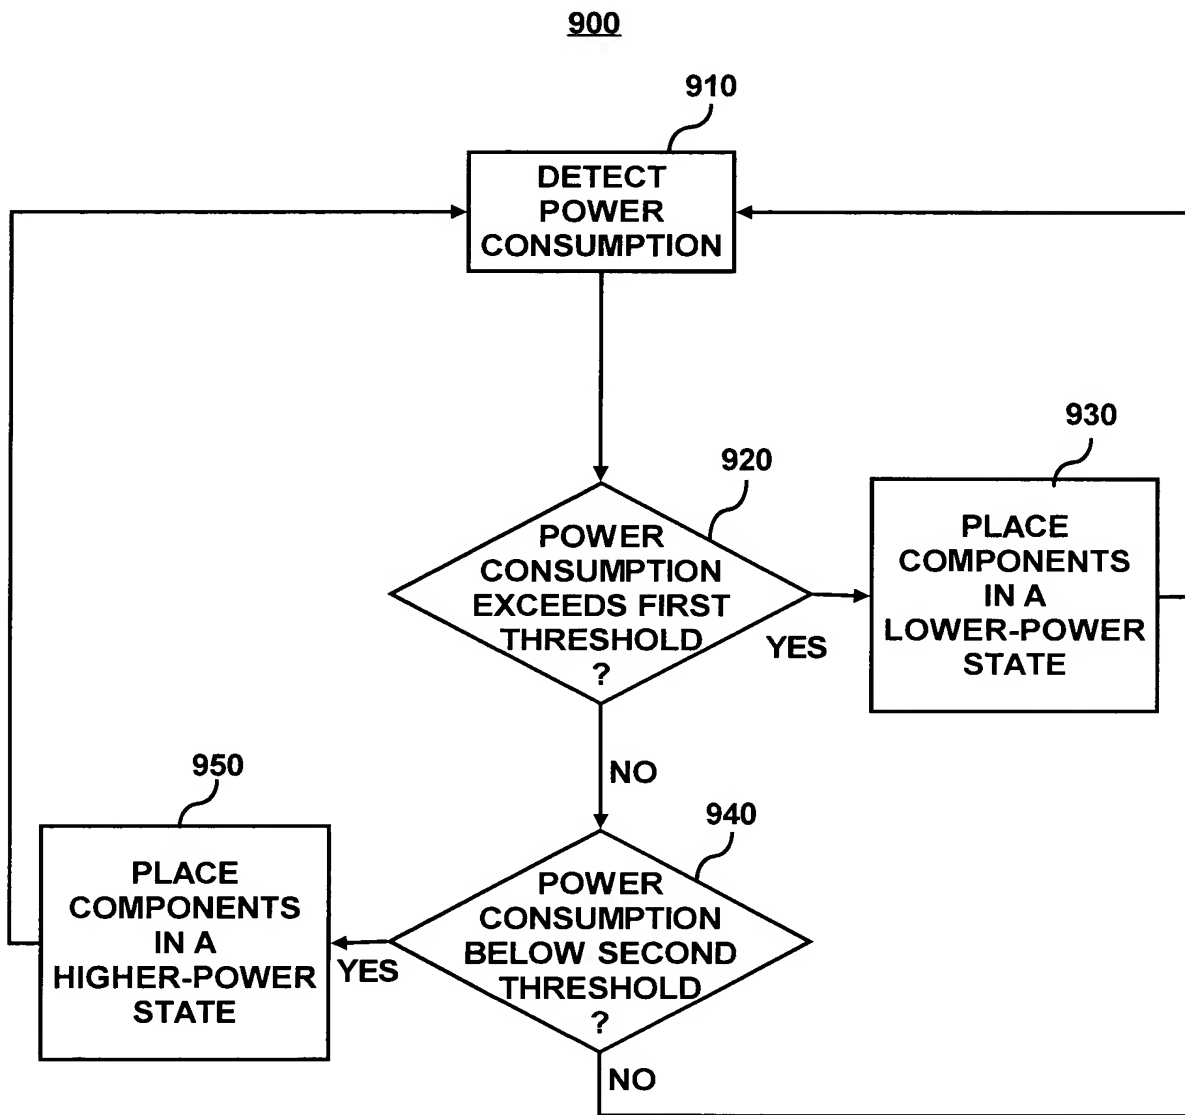 900
910
DETECT
POWER
CONSUMPTION
920
POWER
CONSUMPTION
EXCEEDS FIRST
THRESHOLD
?
YES
930
PLACE
COMPONENTS
IN A
LOWER-POWER
STATE
NO
940
POWER
CONSUMPTION
BELOW SECOND
THRESHOLD
?
YES
950
PLACE
COMPONENTS
IN A
HIGHER-POWER
STATE
NO